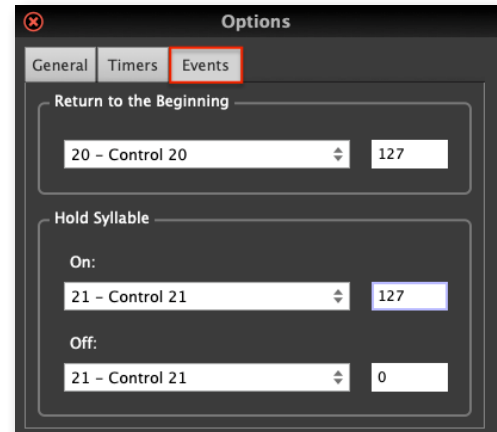 Options
General Timers Events
Return to the Beginning
20 – Control 20 127
Hold Syllable
On:
21 – Control 21 127
Off:
21 – Control 21 0